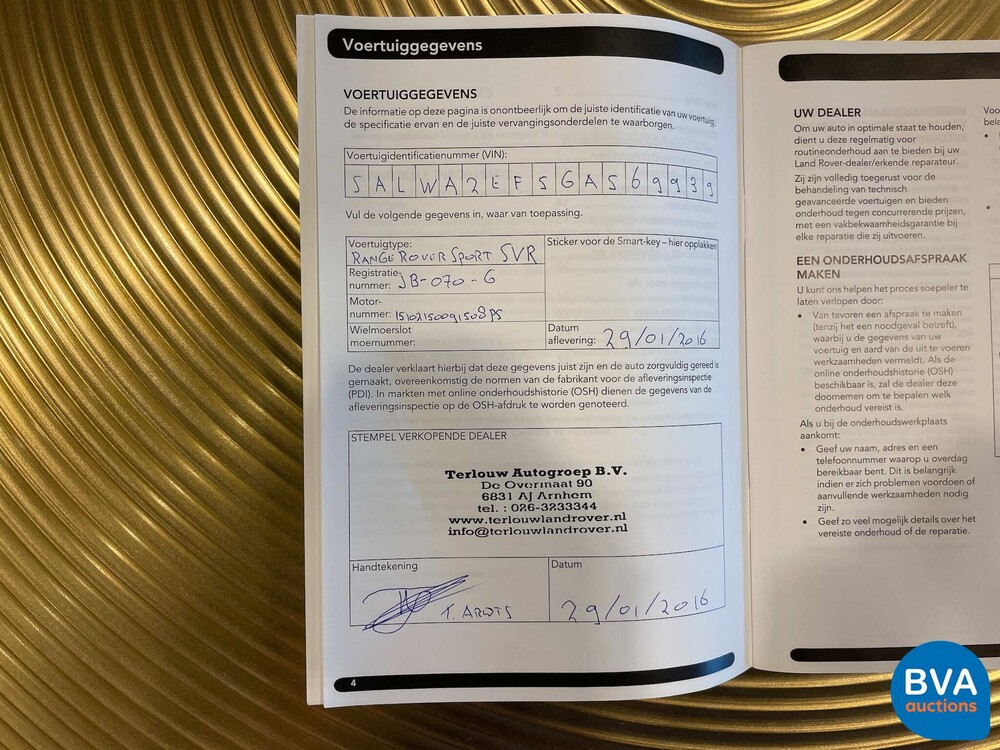 Voertuiggegevens
VOERTUIGGEGEVENS
De informatie op deze pagina is onontbeerlijk om de juiste identificatie van uw voertuig,
de specificatie ervan en de juiste vervangingsonderdelen te waarborgen.
Voertuigidentificatienummer (VIN):
SALWA2EFSGAS69939
Vul de volgende gegevens in, waar van toepassing.
Voertuigtype:
RANGE ROVER SPORT SVR
Sticker voor de Smart-key – hier opplakken
Registratie-
nummer: JB-070-G
Motor-
nummer: 15102150091508PS
Wielmoerslot
moernummer:
Datum
aflevering: 29/01/2016
De dealer verklaart hierbij dat deze gegevens juist zijn en de auto zorgvuldig gereed is
gemaakt, overeenkomstig de normen van de fabrikant voor de afleveringsinspectie
(PDI). In markten met online onderhoudshistorie (OSH) dienen de gegevens van de
afleveringsinspectie op de OSH-afdruk te worden genoteerd.
STEMPEL VERKOPENDE DEALER
Terlouw Autogroep B.V.
De Overmaat 90
6831 AJ Arnhem
tel. : 026-3233344
www.terlouwlandrover.nl
info@terlouwlandrover.nl
Handtekening
T. ARNTS
Datum
29/01/2016
4
UW DEALER
Om uw auto in optimale staat te houden,
dient u deze regelmatig voor
routineonderhoud aan te bieden bij uw
Land Rover-dealer/erkende reparateur.
Zij zijn volledig toegerust voor de
behandeling van technisch
geavanceerde voertuigen en bieden
onderhoud tegen concurrerende prijzen,
met een vakbekwaamheidsgarantie bij
elke reparatie die zij uitvoeren.
EEN ONDERHOUDSAFSPRAAK
MAKEN
U kunt ons helpen het proces soepeler te
laten verlopen door:
• Van tevoren een afspraak te maken
(tenzij het een noodgeval betreft),
waarbij u de gegevens van uw
voertuig en aard van de uit te voeren
werkzaamheden vermeldt. Als de
online onderhoudshistorie (OSH)
beschikbaar is, zal de dealer deze
doornemen om te bepalen welk
onderhoud vereist is.
Als u bij de onderhoudswerkplaats
aankomt:
• Geef uw naam, adres en een
telefoonnummer waarop u overdag
bereikbaar bent. Dit is belangrijk
indien er zich problemen voordoen of
aanvullende werkzaamheden nodig
zijn.
• Geef zo veel mogelijk details over het
vereiste onderhoud of de reparatie.
BVA
auctions